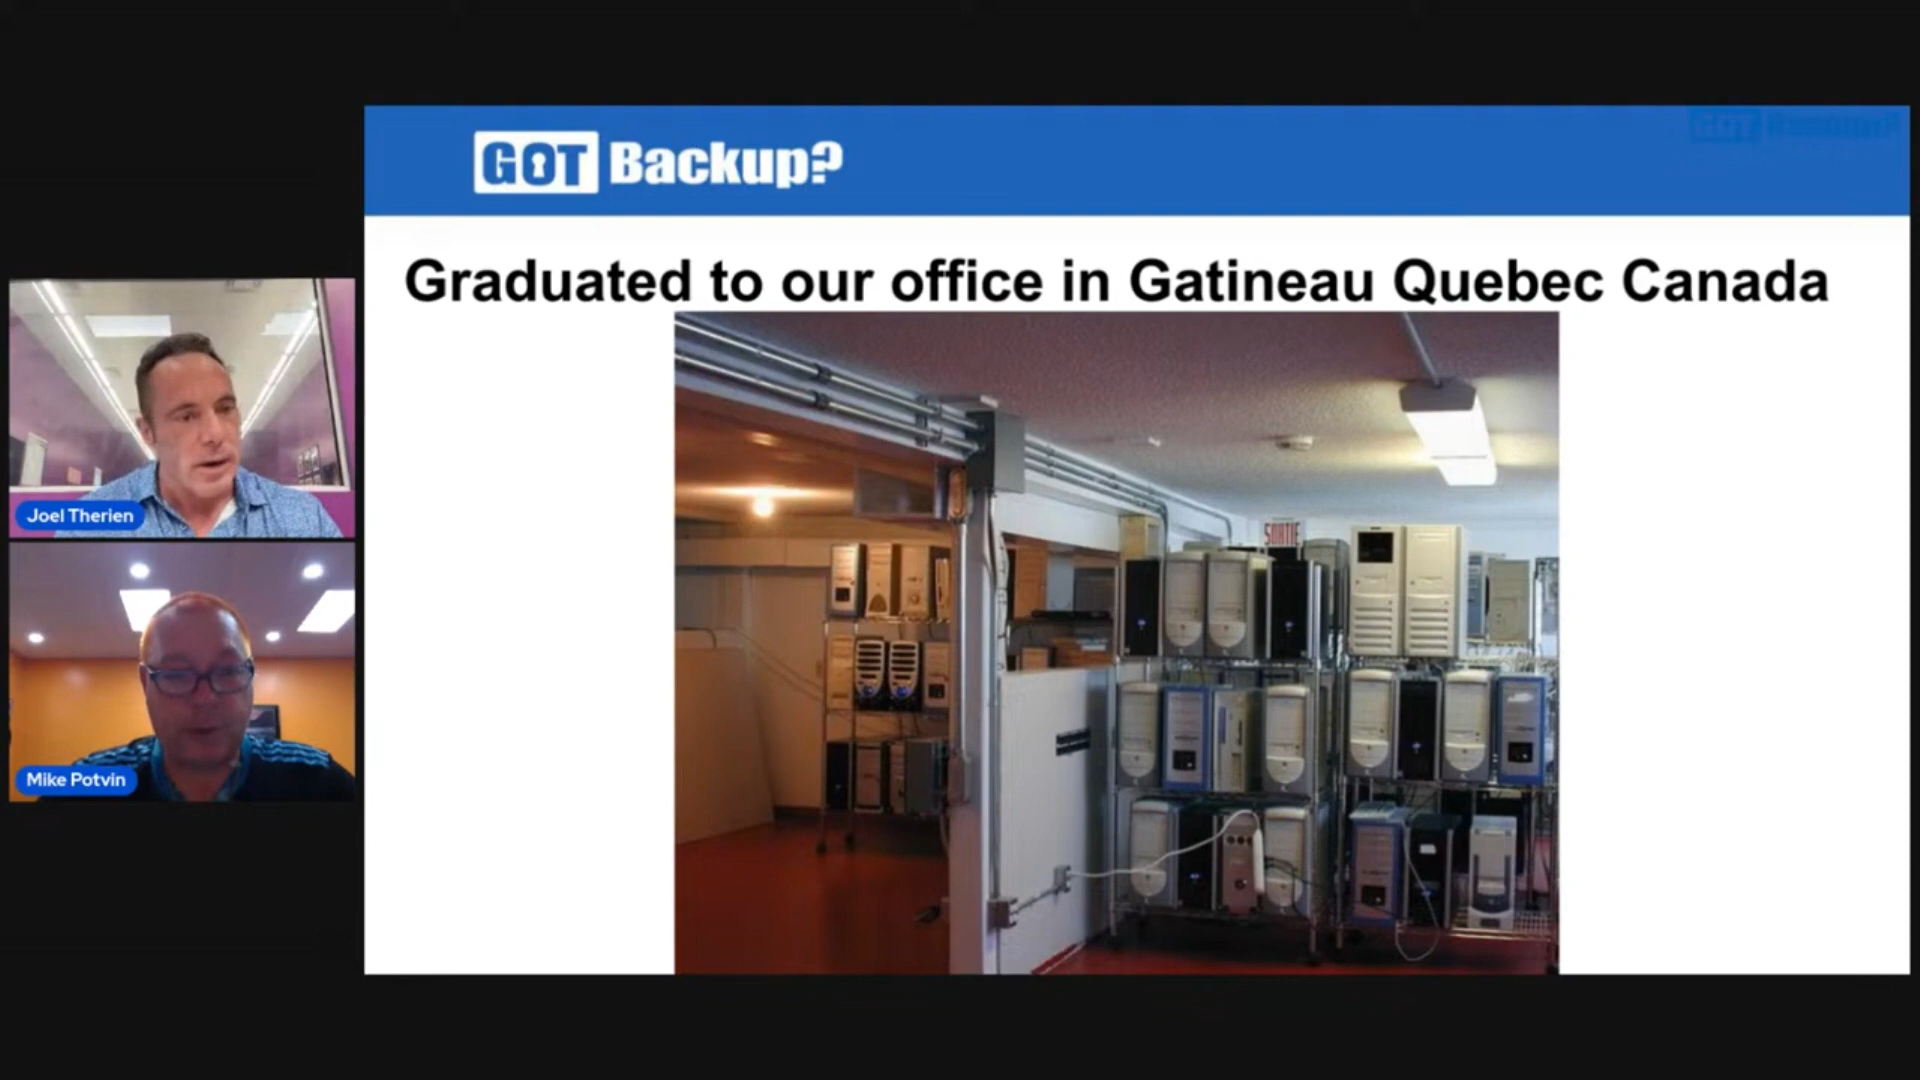 GOT Backup?
Graduated to our office in Gatineau Quebec Canada
SORTIE
Joel Therien
Mike Potvin